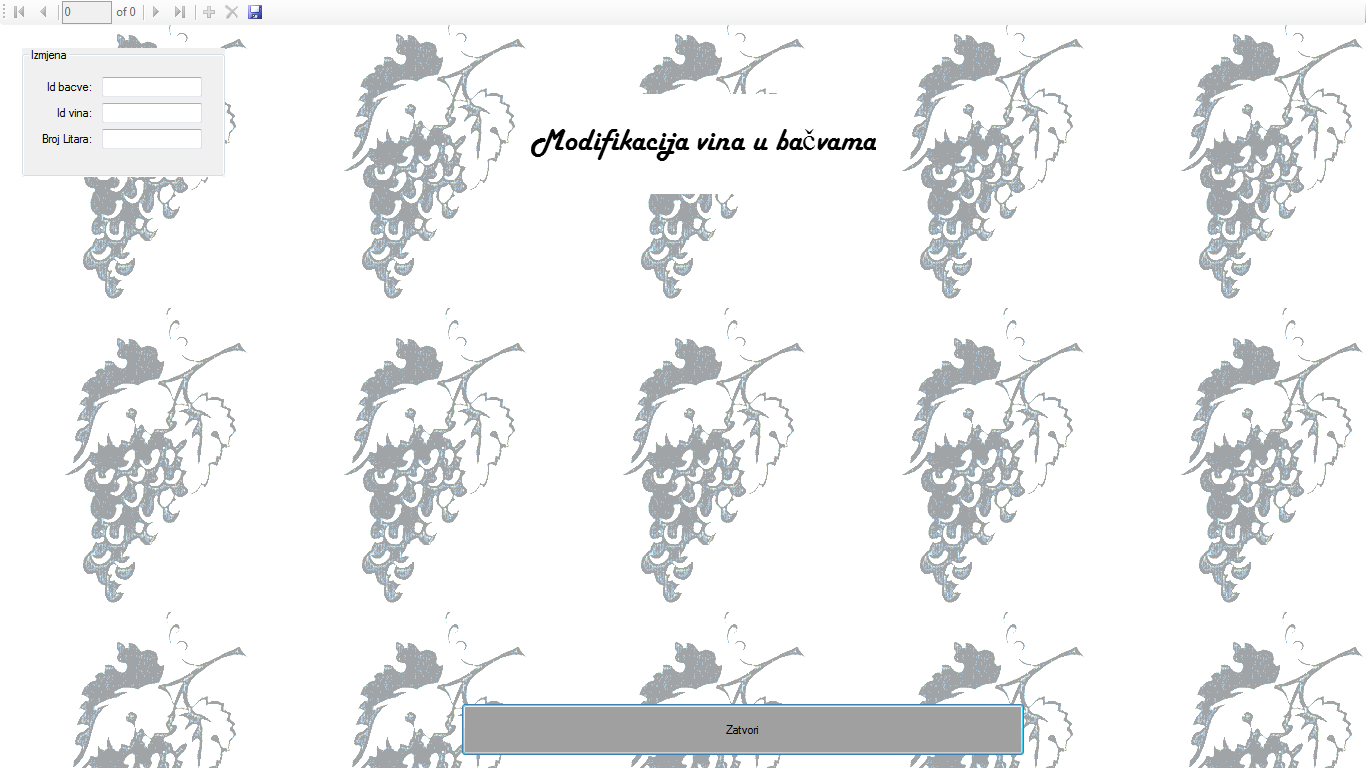 0 of 0
Izmjena
Id bacve:
Id vina:
Broj Litara:
Modifikacija vina u bačvama
Zatvori